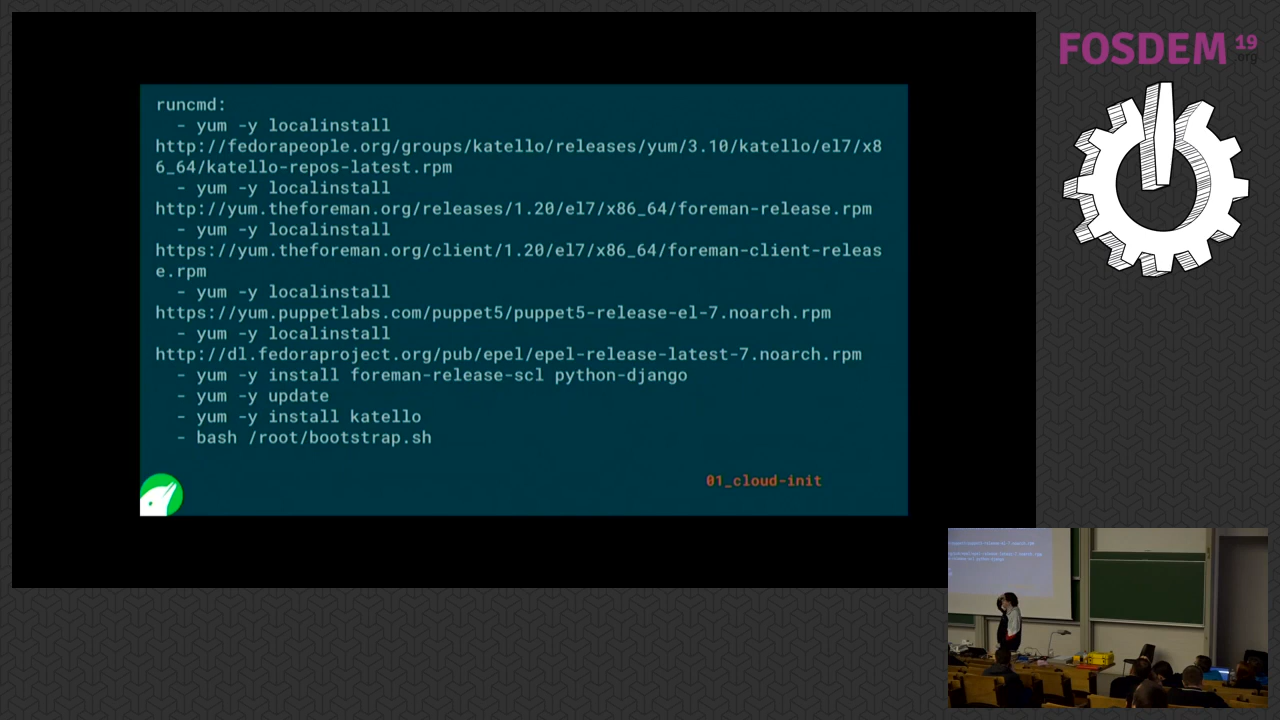 FOSDEM 19
.org
runcmd:
- yum -y localinstall
http://fedorapeople.org/groups/katello/releases/yum/3.10/katello/el7/x8
6_64/katello-repos-latest.rpm
- yum -y localinstall
http://yum.theforeman.org/releases/1.20/el7/x86_64/foreman-release.rpm
- yum -y localinstall
https://yum.theforeman.org/client/1.20/el7/x86_64/foreman-client-releas
e.rpm
- yum -y localinstall
https://yum.puppetlabs.com/puppet5/puppet5-release-el-7.noarch.rpm
- yum -y localinstall
http://dl.fedoraproject.org/pub/epel/epel-release-latest-7.noarch.rpm
- yum -y install foreman-release-scl python-django
- yum -y update
- yum -y install katello
- bash /root/bootstrap.sh
01_cloud-init